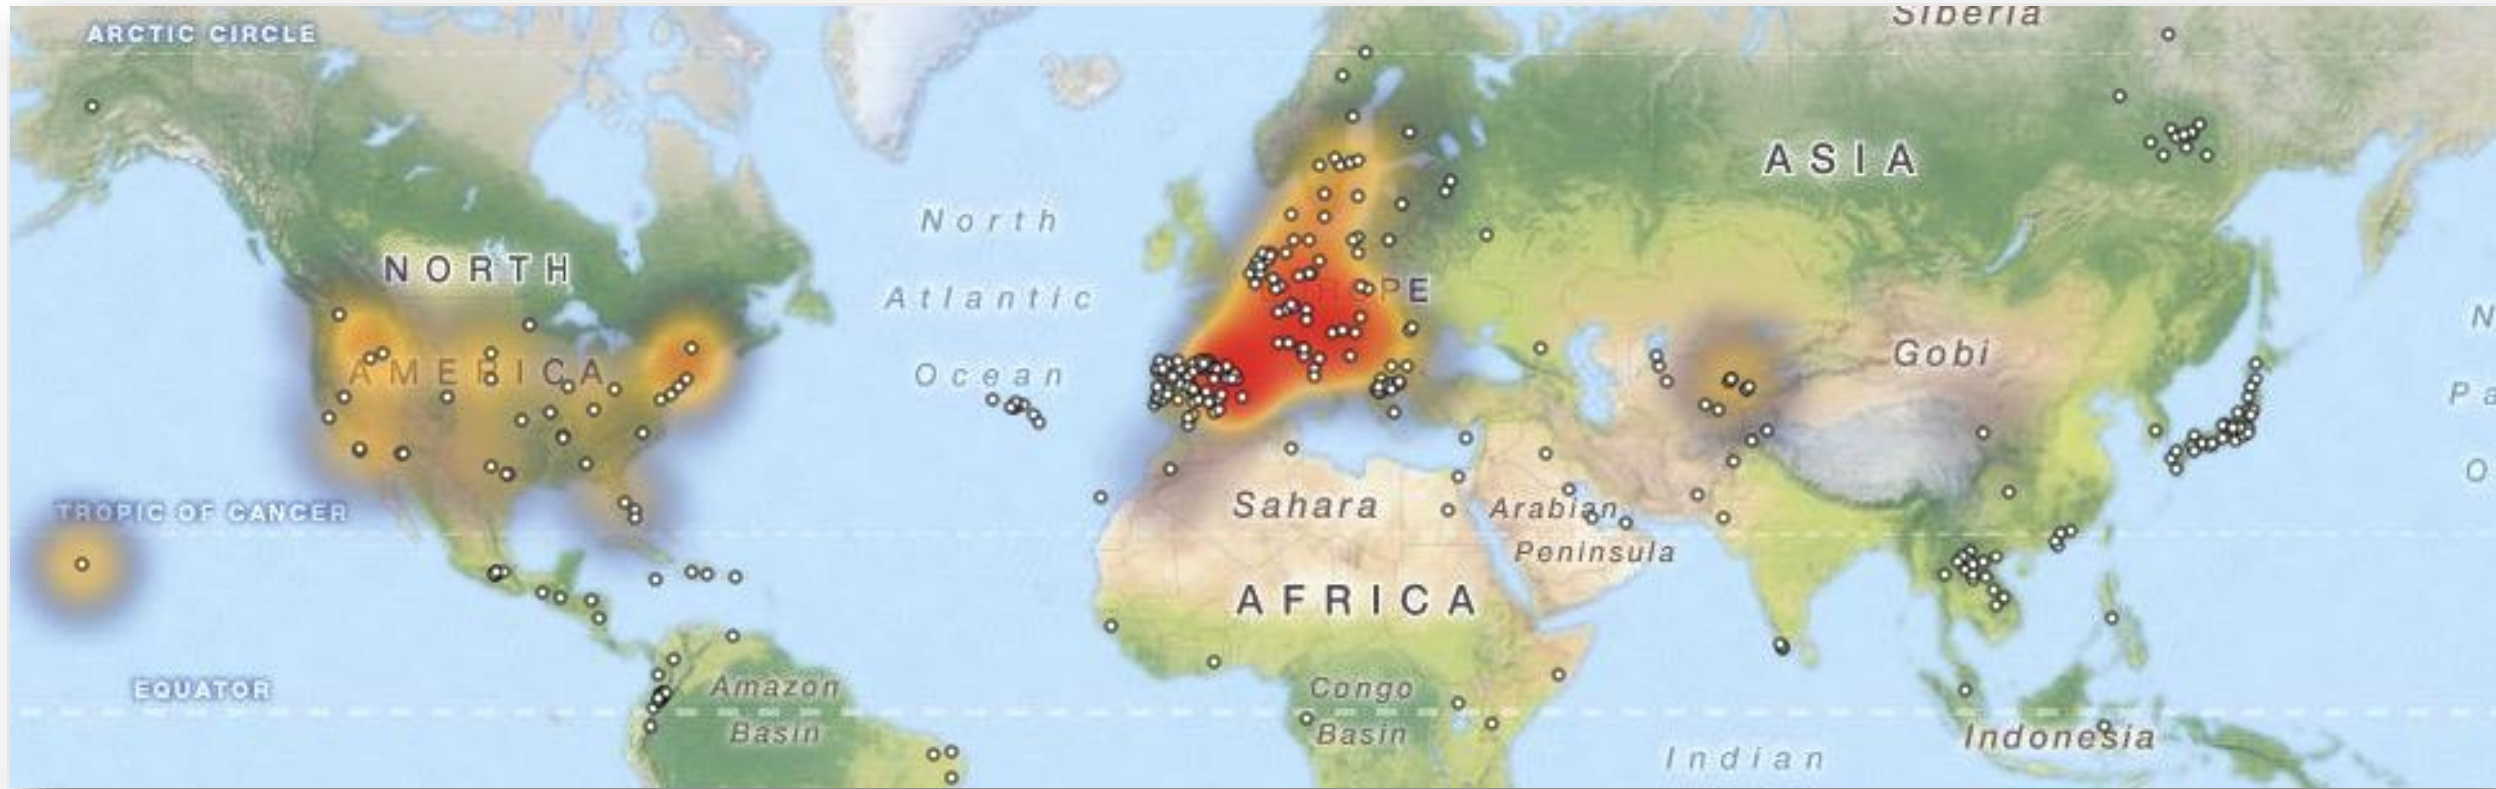 Siberia
ARCTIC CIRCLE
ASIA
North
NORTH
Atlantic
PE
N
Gobi
AMERICA
Ocean
Pa
O
Sahara
Arabian
TROPIC OF CANCER
Peninsula
AFRICA
EQUATOR
Amazon
Congo
Basin
Basin
Indonesia
Indian